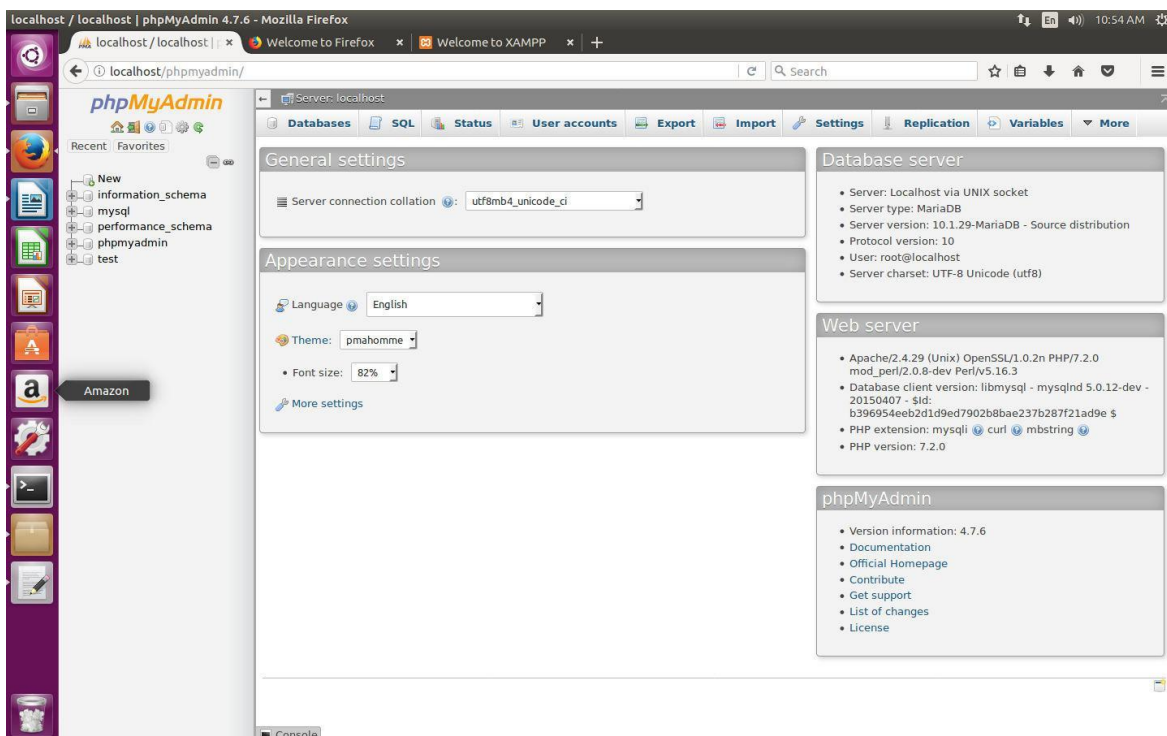 localhost / localhost | phpMyAdmin 4.7.6 - Mozilla Firefox
En
10:54 AM
localhost / localhost |
Welcome to Firefox
Welcome to XAMPP
localhost/phpmyadmin/
Search
phpMyAdmin
Recent Favorites
New
information_schema
mysql
performance_schema
phpmyadmin
test
Amazon
Server: localhost
Databases SQL Status User accounts Export Import Settings Replication Variables More
General settings
Server connection collation : utf8mb4_unicode_ci
Appearance settings
Language English
Theme: pmahomme
• Font size: 82%
More settings
Database server
• Server: Localhost via UNIX socket
• Server type: MariaDB
• Server version: 10.1.29-MariaDB - Source distribution
• Protocol version: 10
• User: root@localhost
• Server charset: UTF-8 Unicode (utf8)
Web server
• Apache/2.4.29 (Unix) OpenSSL/1.0.2n PHP/7.2.0
mod_perl/2.0.8-dev Perl/v5.16.3
• Database client version: libmysql - mysqlnd 5.0.12-dev -
20150407 - $Id:
b396954eeb2d1d9ed7902b8bae237b287f21ad9e $
• PHP extension: mysqli curl mbstring
• PHP version: 7.2.0
phpMyAdmin
• Version information: 4.7.6
• Documentation
• Official Homepage
• Contribute
• Get support
• List of changes
• License
Console